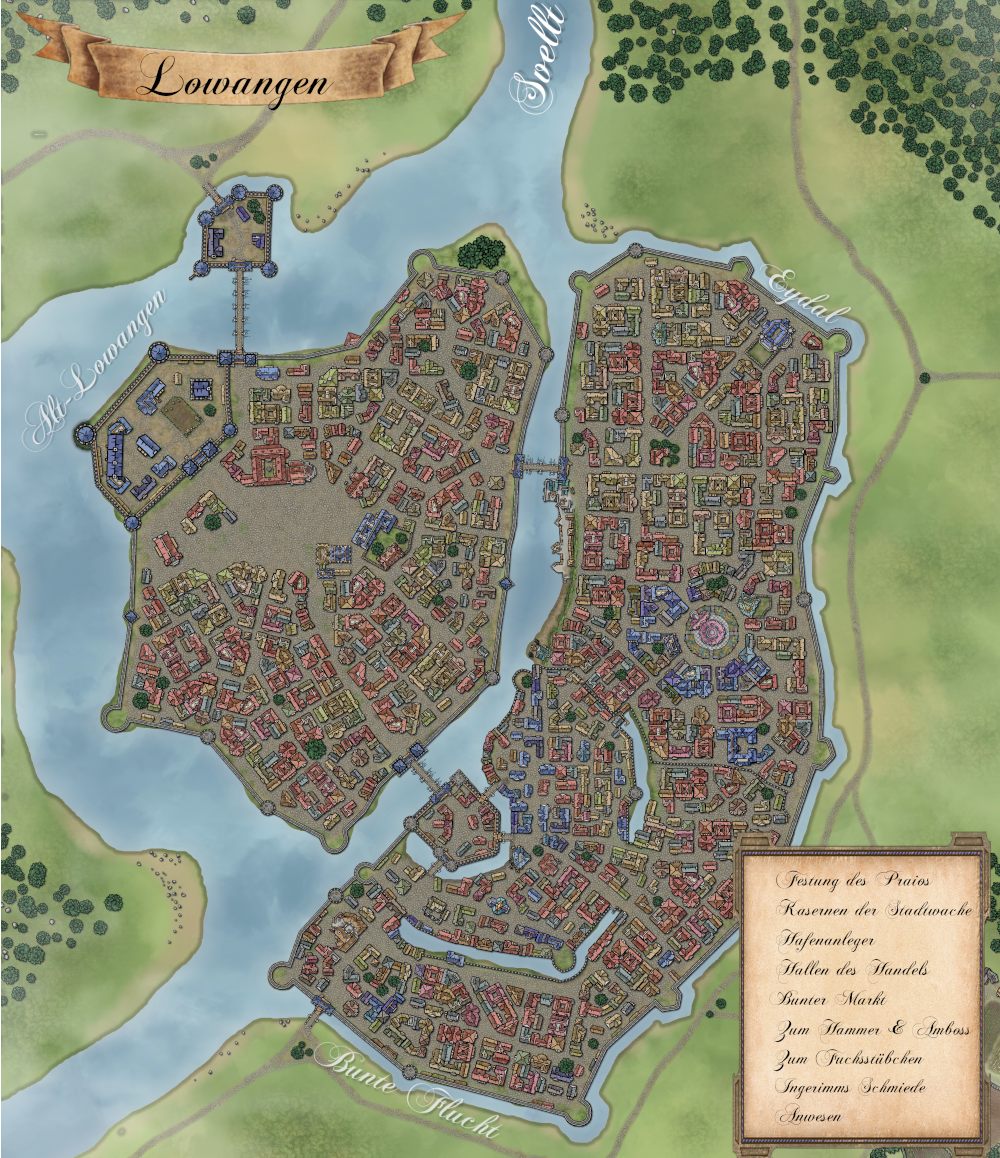 Lowangen
Svellt
Eydal
Alt-Lowangen
Festung des Praios
Kasernen der Stadtwache
Hafenanleger
Hallen des Handels
Bunter Markt
Zum Hammer & Amboss
Zum Fuchsstübchen
Ingerimms Schmiede
Anwesen
Bunte Flucht